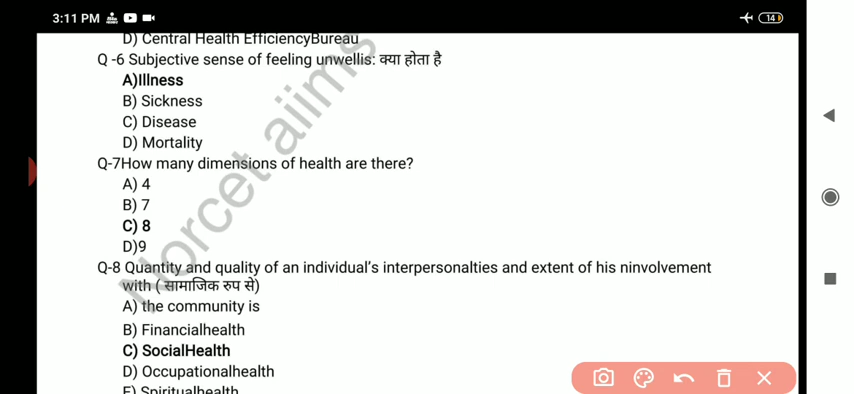 3:11 PM
14
D) Central Health EfficiencyBureau
Q -6 Subjective sense of feeling unwellis: क्या होता है
A)Illness
B) Sickness
C) Disease
D) Mortality
Q-7How many dimensions of health are there?
A) 4
B) 7
C) 8
D)9
Q-8 Quantity and quality of an individual's interpersonalties and extent of his ninvolvement
with ( सामाजिक रुप से)
A) the community is
B) Financialhealth
C) SocialHealth
D) Occupationalhealth
E) Spiritualhealth
Norcet aiims